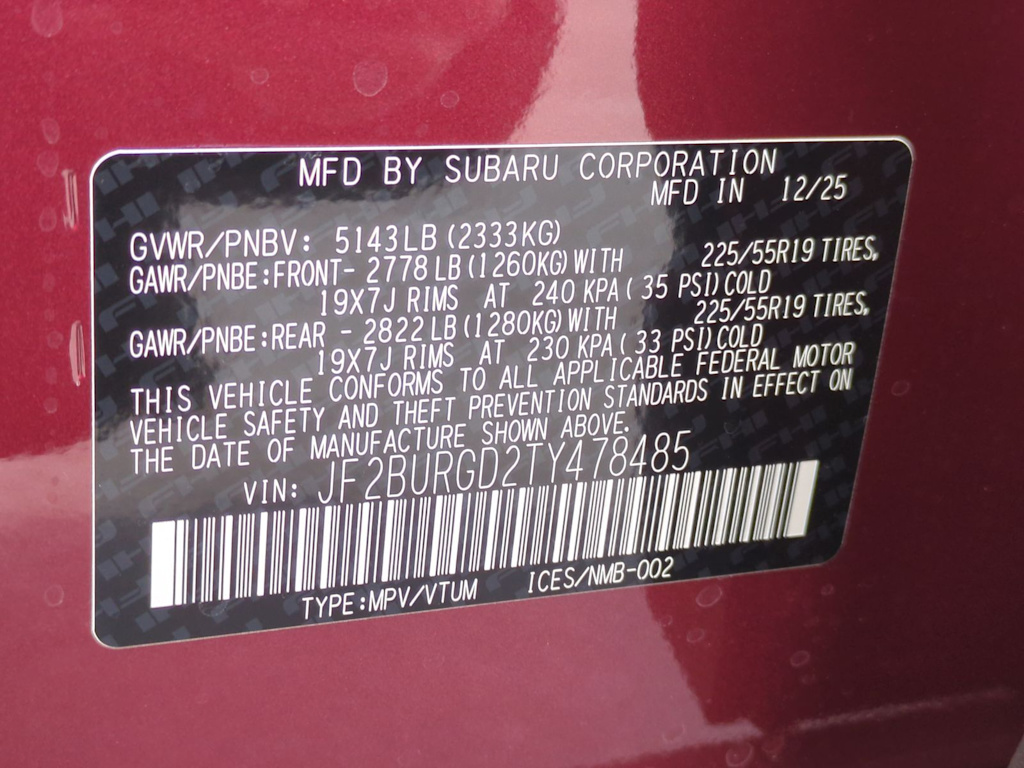 MFD BY SUBARU CORPORATION
MFD IN 12/25
GVWR/PNBV: 5143LB (2333KG)
GAWR/PNBE:FRONT- 2778 LB (1260KG) WITH 225/55R19 TIRES.
19X7J RIMS AT 240 KPA ( 35 PSI) COLD
GAWR/PNBE:REAR - 2822 LB (1280KG) WITH 225/55R19 TIRES.
19X7J RIMS AT 230 KPA ( 33 PSI) COLD
THIS VEHICLE CONFORMS TO ALL APPLICABLE FEDERAL MOTOR
VEHICLE SAFETY AND THEFT PREVENTION STANDARDS IN EFFECT ON
THE DATE OF MANUFACTURE SHOWN ABOVE.
VIN: JF2BURGD2TY478485
TYPE:MPV/VTUM ICES/NMB-002